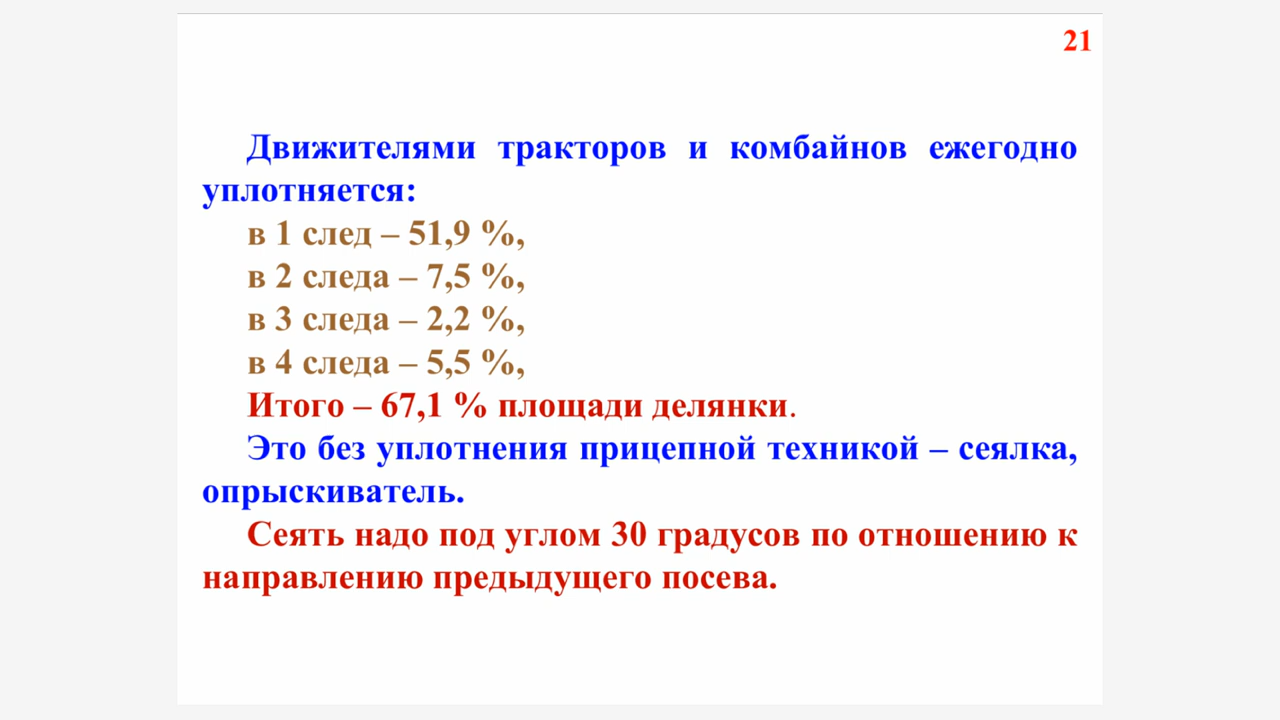 21
Движителями тракторов и комбайнов ежегодно
уплотняется:
в 1 след – 51,9 %,
в 2 следа – 7,5 %,
в 3 следа – 2,2 %,
в 4 следа – 5,5 %,
Итого – 67,1 % площади делянки.
Это без уплотнения прицепной техникой – сеялка,
опрыскиватель.
Сеять надо под углом 30 градусов по отношению к
направлению предыдущего посева.